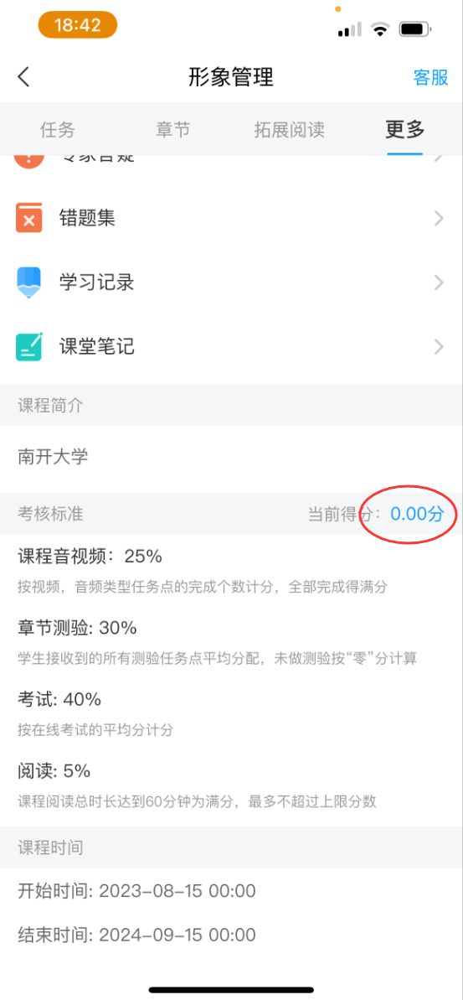 18:42
形象管理
客服
任务
章节
拓展阅读
更多
专家答疑
错题集
学习记录
课堂笔记
课程简介
南开大学
考核标准
当前得分：0.00分
课程音视频：25%
按视频，音频类型任务点的完成个数计分，全部完成得满分
章节测验: 30%
学生接收到的所有测验任务点平均分配，未做测验按“零”分计算
考试: 40%
按在线考试的平均分计分
阅读: 5%
课程阅读总时长达到60分钟为满分，最多不超过上限分数
课程时间
开始时间: 2023-08-15 00:00
结束时间: 2024-09-15 00:00